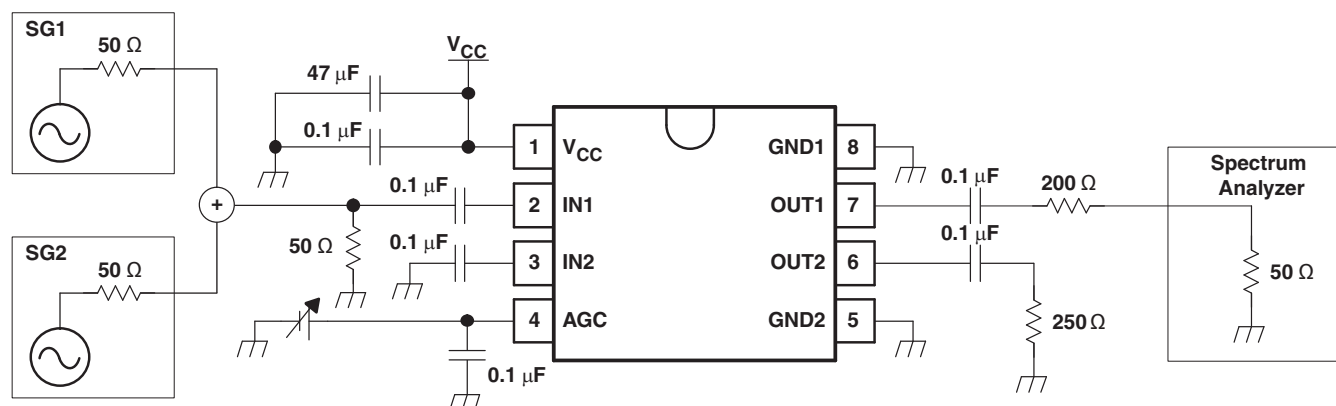 SG1
50 Ω
V_CC
47 μF
0.1 μF
1
V_CC
GND1
8
0.1 μF
2
IN1
OUT1
7
0.1 μF
200 Ω
Spectrum
Analyzer
+
50 Ω
0.1 μF
3
IN2
OUT2
6
0.1 μF
50 Ω
SG2
50 Ω
4
AGC
GND2
5
250 Ω
0.1 μF